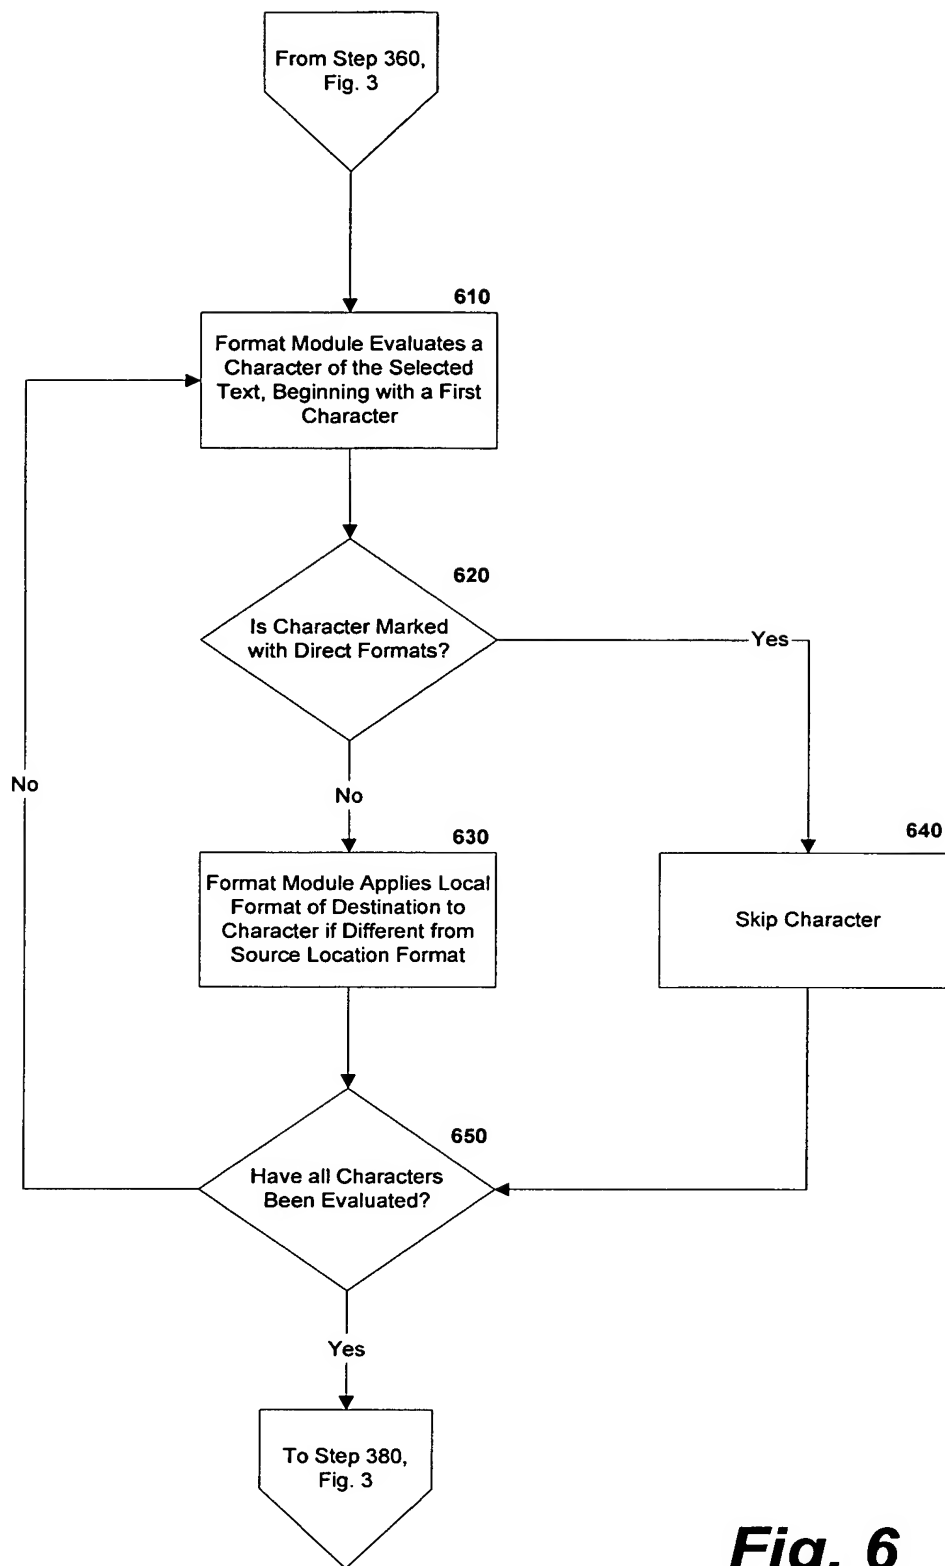 From Step 360,
Fig. 3
610
Format Module Evaluates a
Character of the Selected
Text, Beginning with a First
Character
620
Is Character Marked
with Direct Formats?
Yes
No
No
630
Format Module Applies Local
Format of Destination to
Character if Different from
Source Location Format
640
Skip Character
650
Have all Characters
Been Evaluated?
Yes
To Step 380,
Fig. 3
Fig. 6